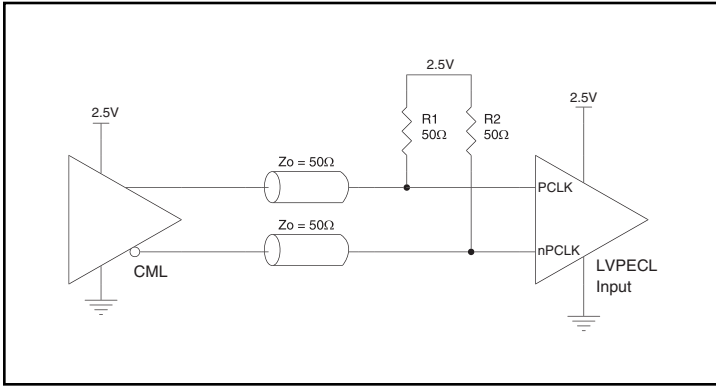 2.5V
2.5V
2.5V
R1
50Ω
R2
50Ω
Zo = 50Ω
PCLK
Zo = 50Ω
nPCLK
CML
LVPECL
Input